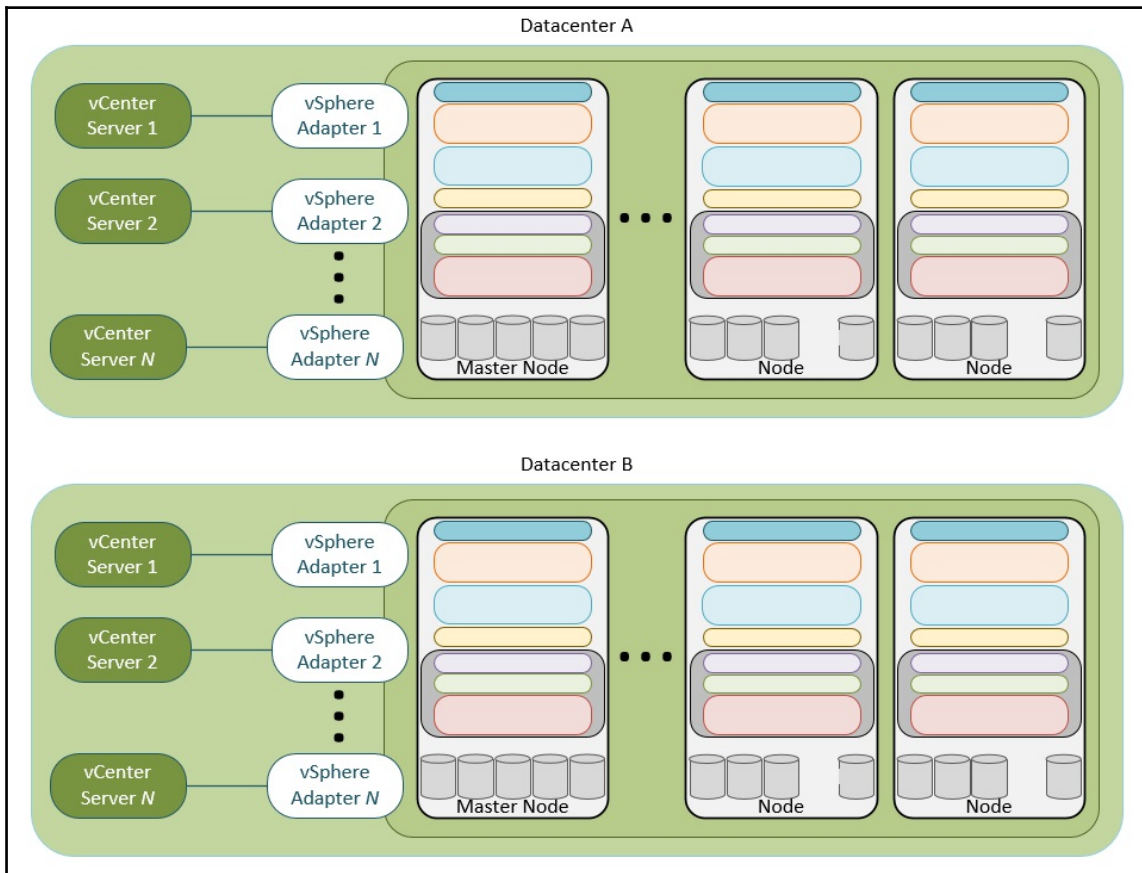 Datacenter A
vCenter
Server 1
vSphere
Adapter 1
vCenter
Server 2
vSphere
Adapter 2
vCenter
Server N
vSphere
Adapter N
Master Node
Node
Node
Datacenter B
vCenter
Server 1
vSphere
Adapter 1
vCenter
Server 2
vSphere
Adapter 2
vCenter
Server N
vSphere
Adapter N
Master Node
Node
Node